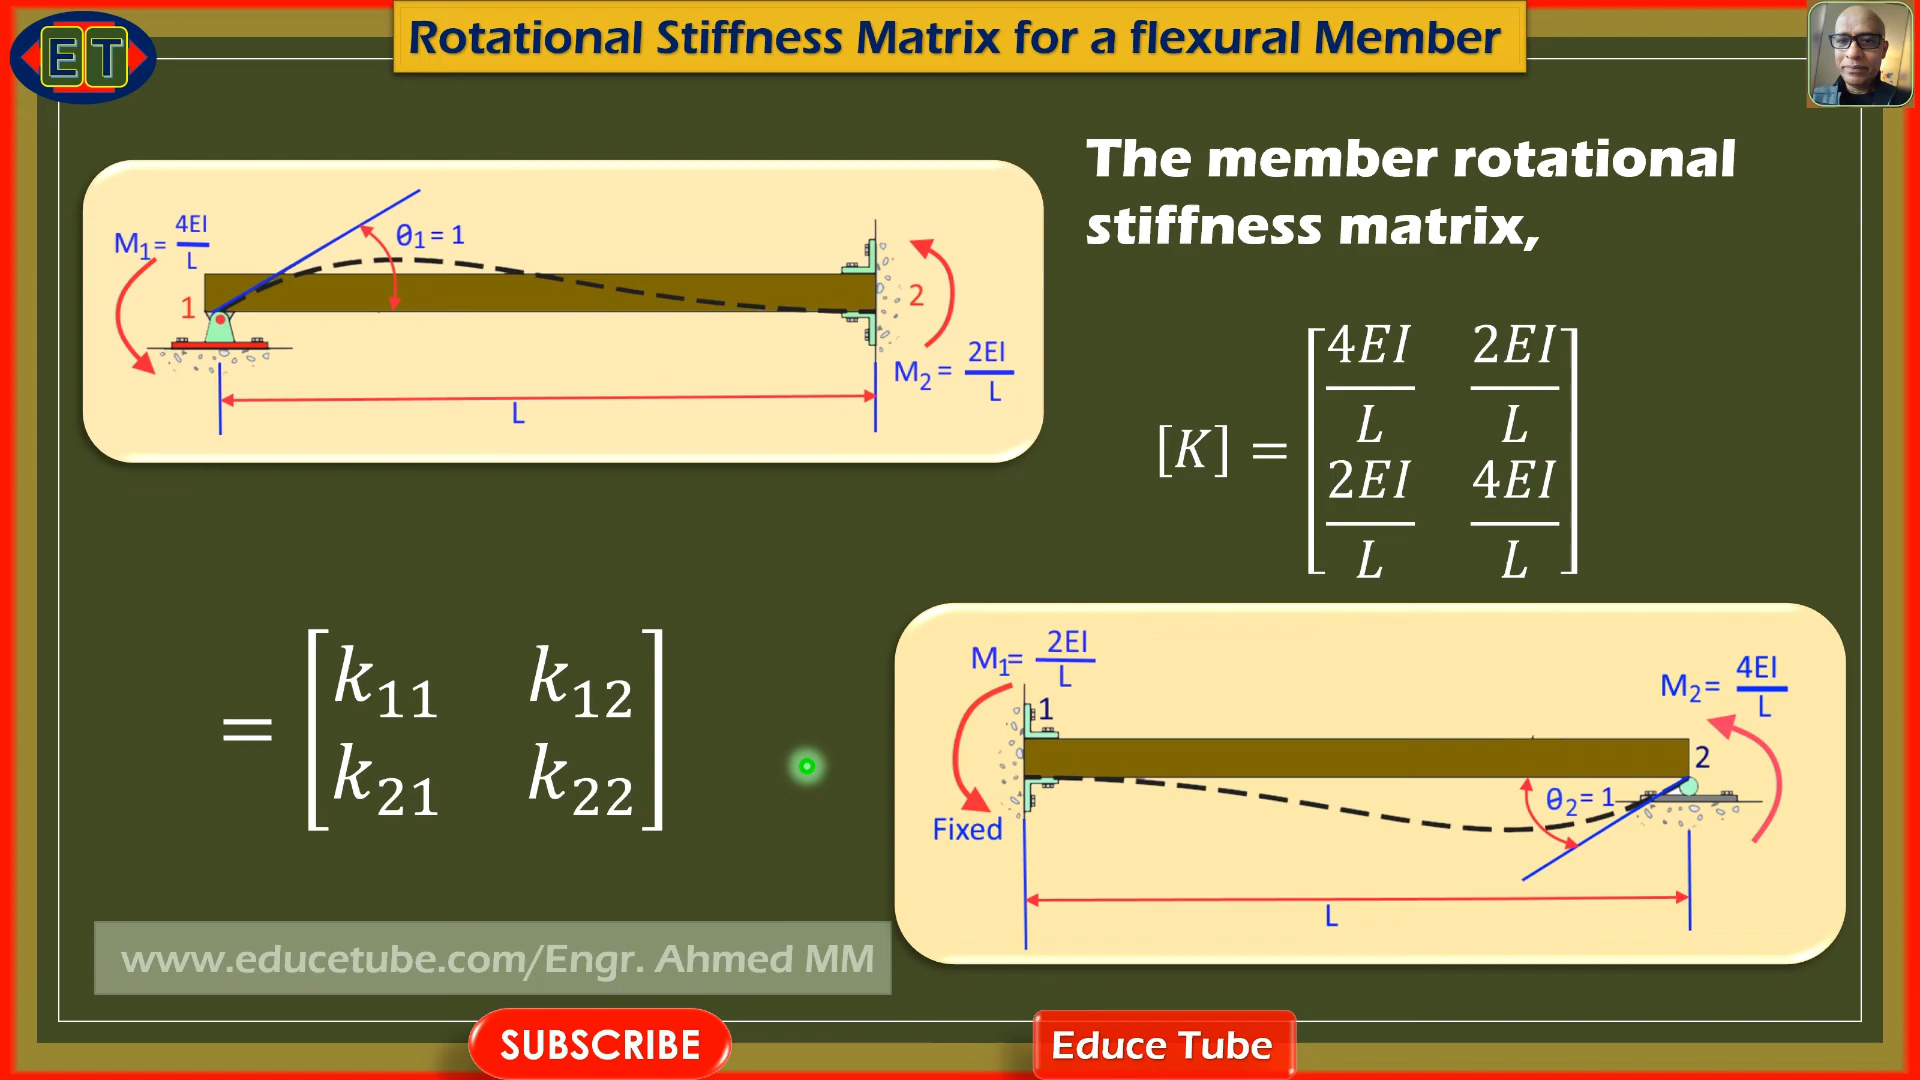 Rotational Stiffness Matrix for a flexural Member
ET
The member rotational
stiffness matrix,
M1= 4EI/L
θ1= 1
1
2
M2 = 2EI/L
L
[K] = [4EI/L 2EI/L
2EI/L 4EI/L]
= [k11 k12
k21 k22]
M1= 2EI/L
1
Fixed
M2= 4EI/L
2
θ2= 1
L
www.educetube.com/Engr. Ahmed MM
SUBSCRIBE
Educe Tube